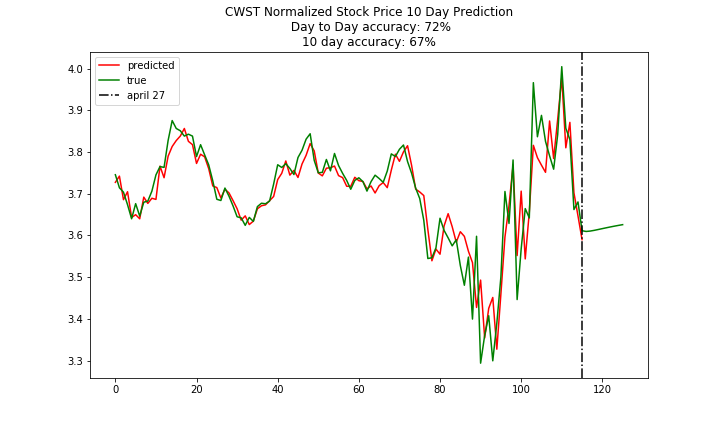 CWST Normalized Stock Price 10 Day Prediction
Day to Day accuracy: 72%
10 day accuracy: 67%
predicted
true
april 27
4.0
3.9
3.8
3.7
3.6
3.5
3.4
3.3
0 20 40 60 80 100 120